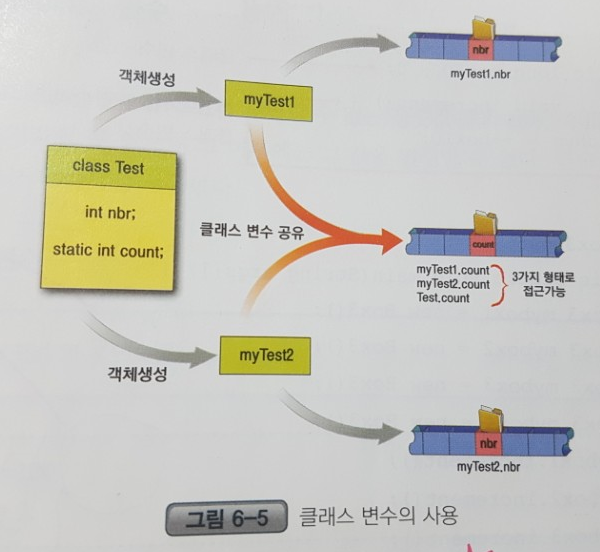 nbr
myTest1.nbr
객체생성
myTest1
class Test
int nbr;
static int count;
클래스 변수 공유
count
myTest1.count
myTest2.count
Test.count
3가지 형태로
접근가능
객체생성
myTest2
nbr
myTest2.nbr
그림 6-5 클래스 변수의 사용